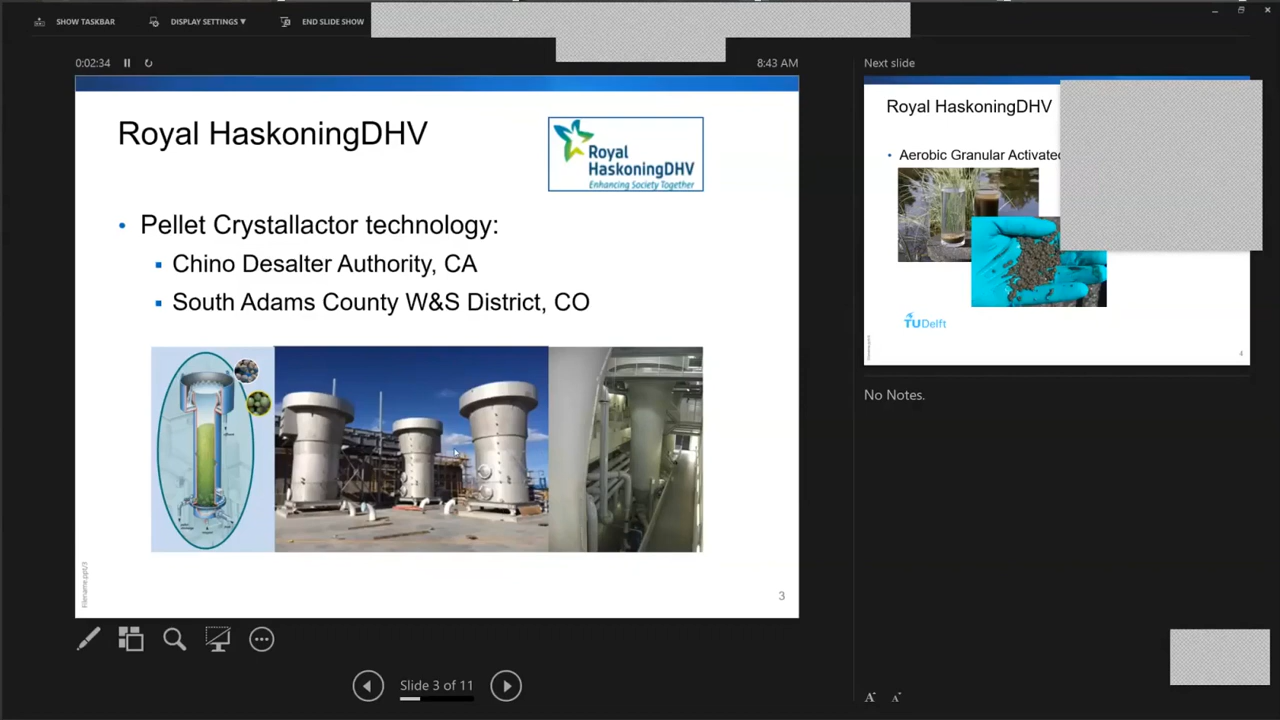 SHOW TASKBAR
DISPLAY SETTINGS ▼
END SLIDE SHOW
0:02:34
8:43 AM
Royal HaskoningDHV
Royal
HaskoningDHV
Enhancing Society Together
• Pellet Crystallactor technology:
▪ Chino Desalter Authority, CA
▪ South Adams County W&S District, CO
3
Slide 3 of 11
Next slide
Royal HaskoningDHV
• Aerobic Granular Activated
TUDelft
4
No Notes.
A
A